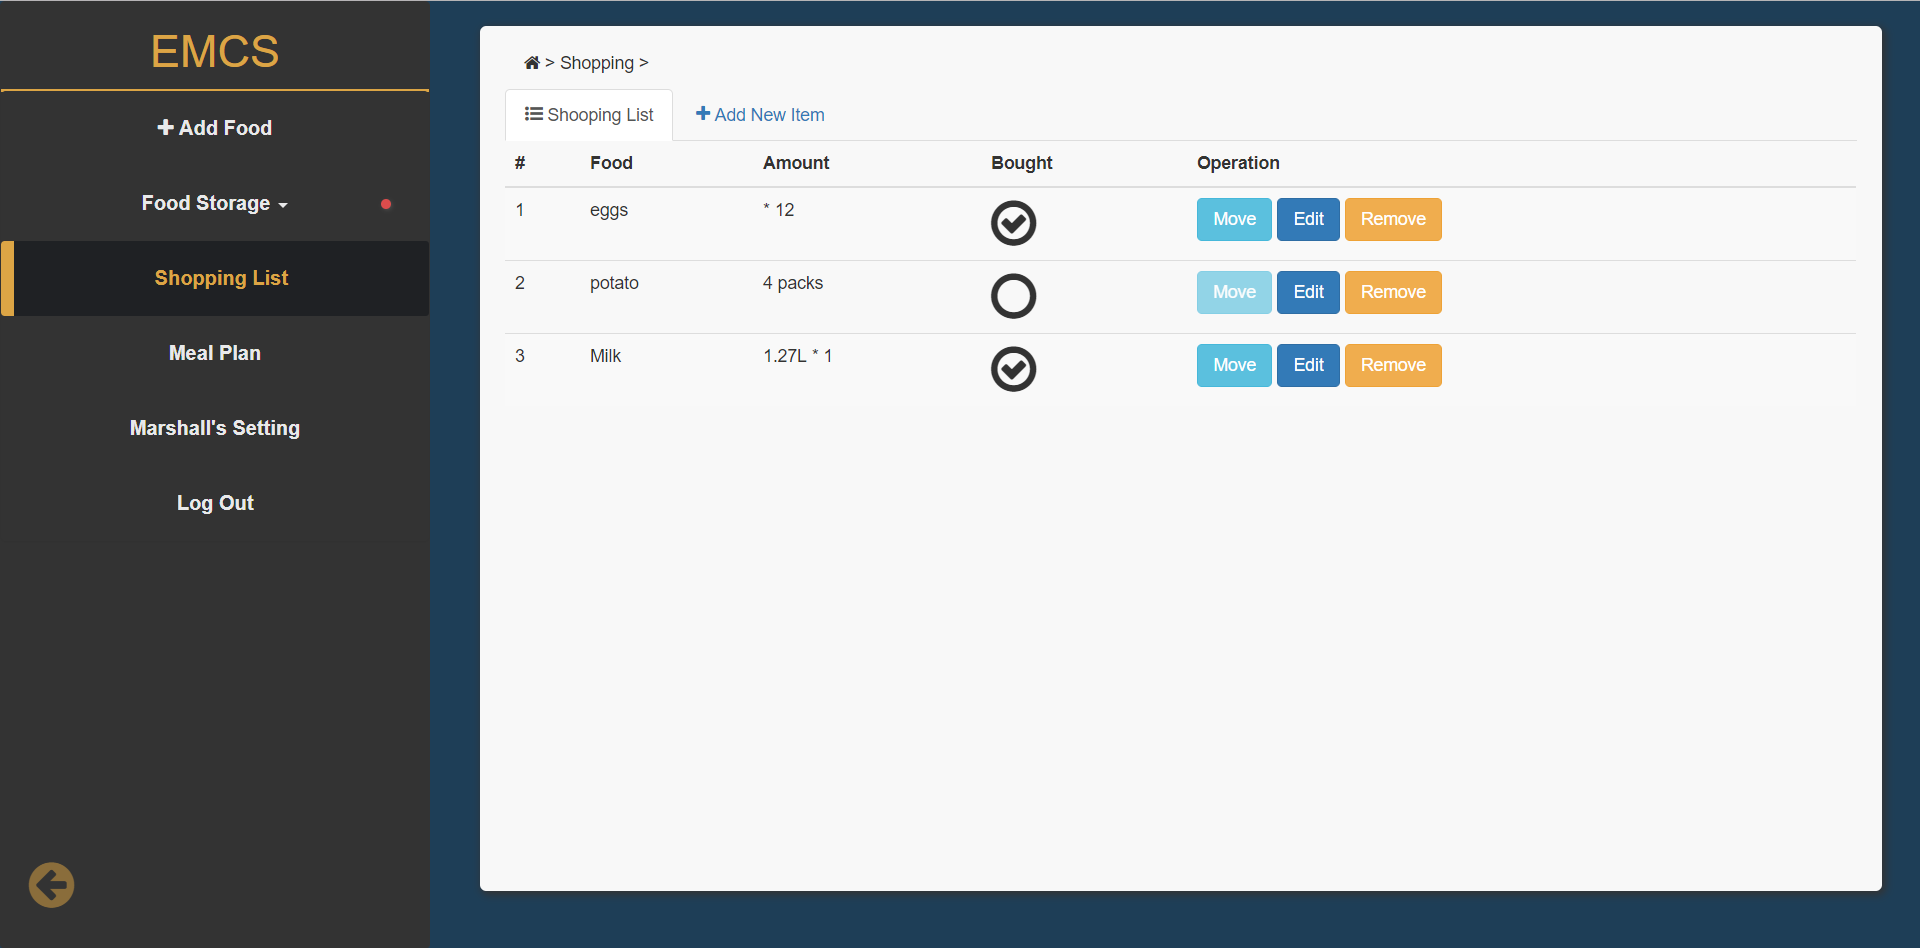 EMCS
Add Food
Food Storage
Shopping List
Meal Plan
Marshall's Setting
Log Out
> Shopping >
Shooping List Add New Item
# Food Amount Bought Operation
1 eggs * 12 Move Edit Remove
2 potato 4 packs Move Edit Remove
3 Milk 1.27L * 1 Move Edit Remove